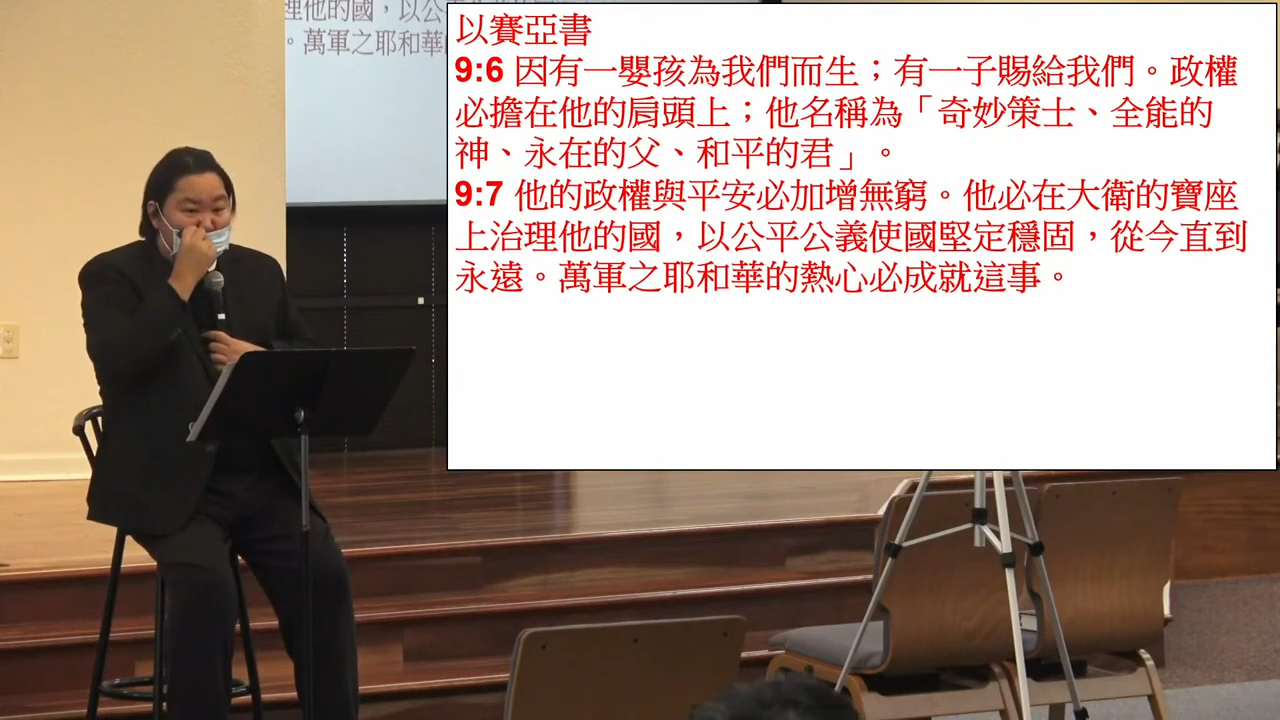 理他的國，以公
。萬軍之耶和華
以賽亞書
9:6 因有一嬰孩為我們而生；有一子賜給我們。政權
必擔在他的肩頭上；他名稱為「奇妙策士、全能的
神、永在的父、和平的君」。
9:7 他的政權與平安必加增無窮。他必在大衛的寶座
上治理他的國，以公平公義使國堅定穩固，從今直到
永遠。萬軍之耶和華的熱心必成就這事。